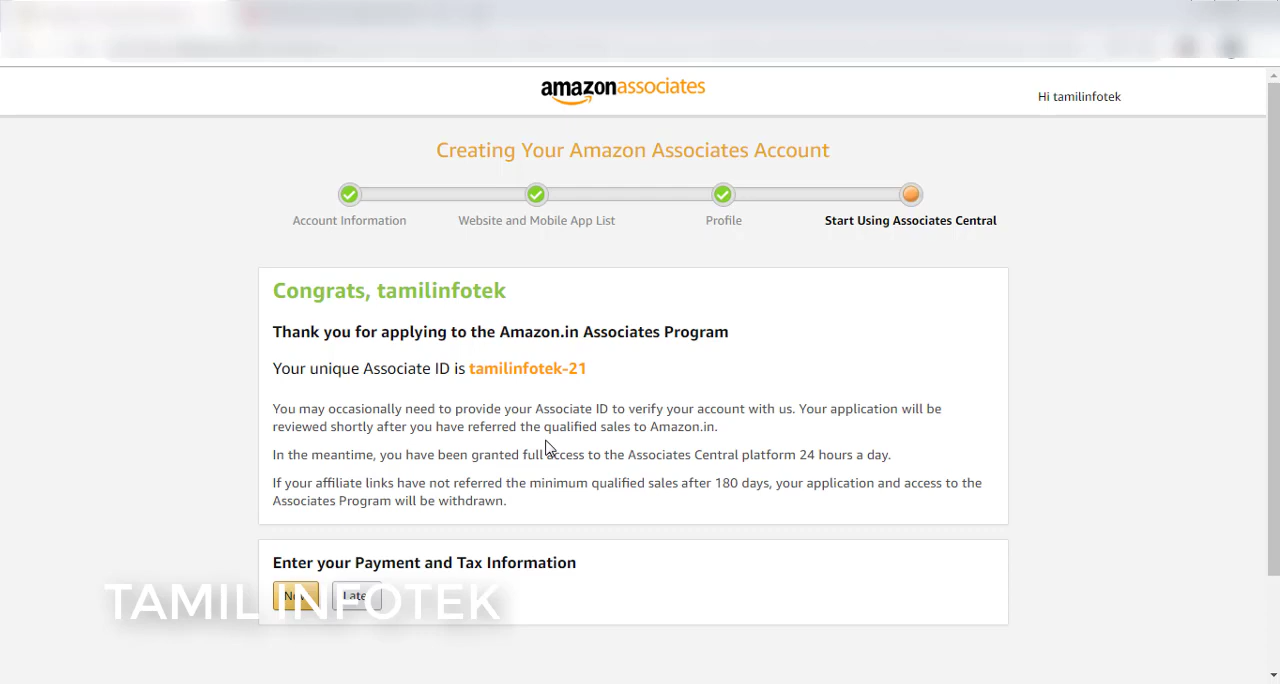 amazonassociates
Hi tamilinfotek
Creating Your Amazon Associates Account
Account Information
Website and Mobile App List
Profile
Start Using Associates Central
Congrats, tamilinfotek
Thank you for applying to the Amazon.in Associates Program
Your unique Associate ID is tamilinfotek-21
You may occasionally need to provide your Associate ID to verify your account with us. Your application will be
reviewed shortly after you have referred the qualified sales to Amazon.in.
In the meantime, you have been granted full access to the Associates Central platform 24 hours a day.
If your affiliate links have not referred the minimum qualified sales after 180 days, your application and access to the
Associates Program will be withdrawn.
Enter your Payment and Tax Information
Now
Later
TAMIL INFOTEK